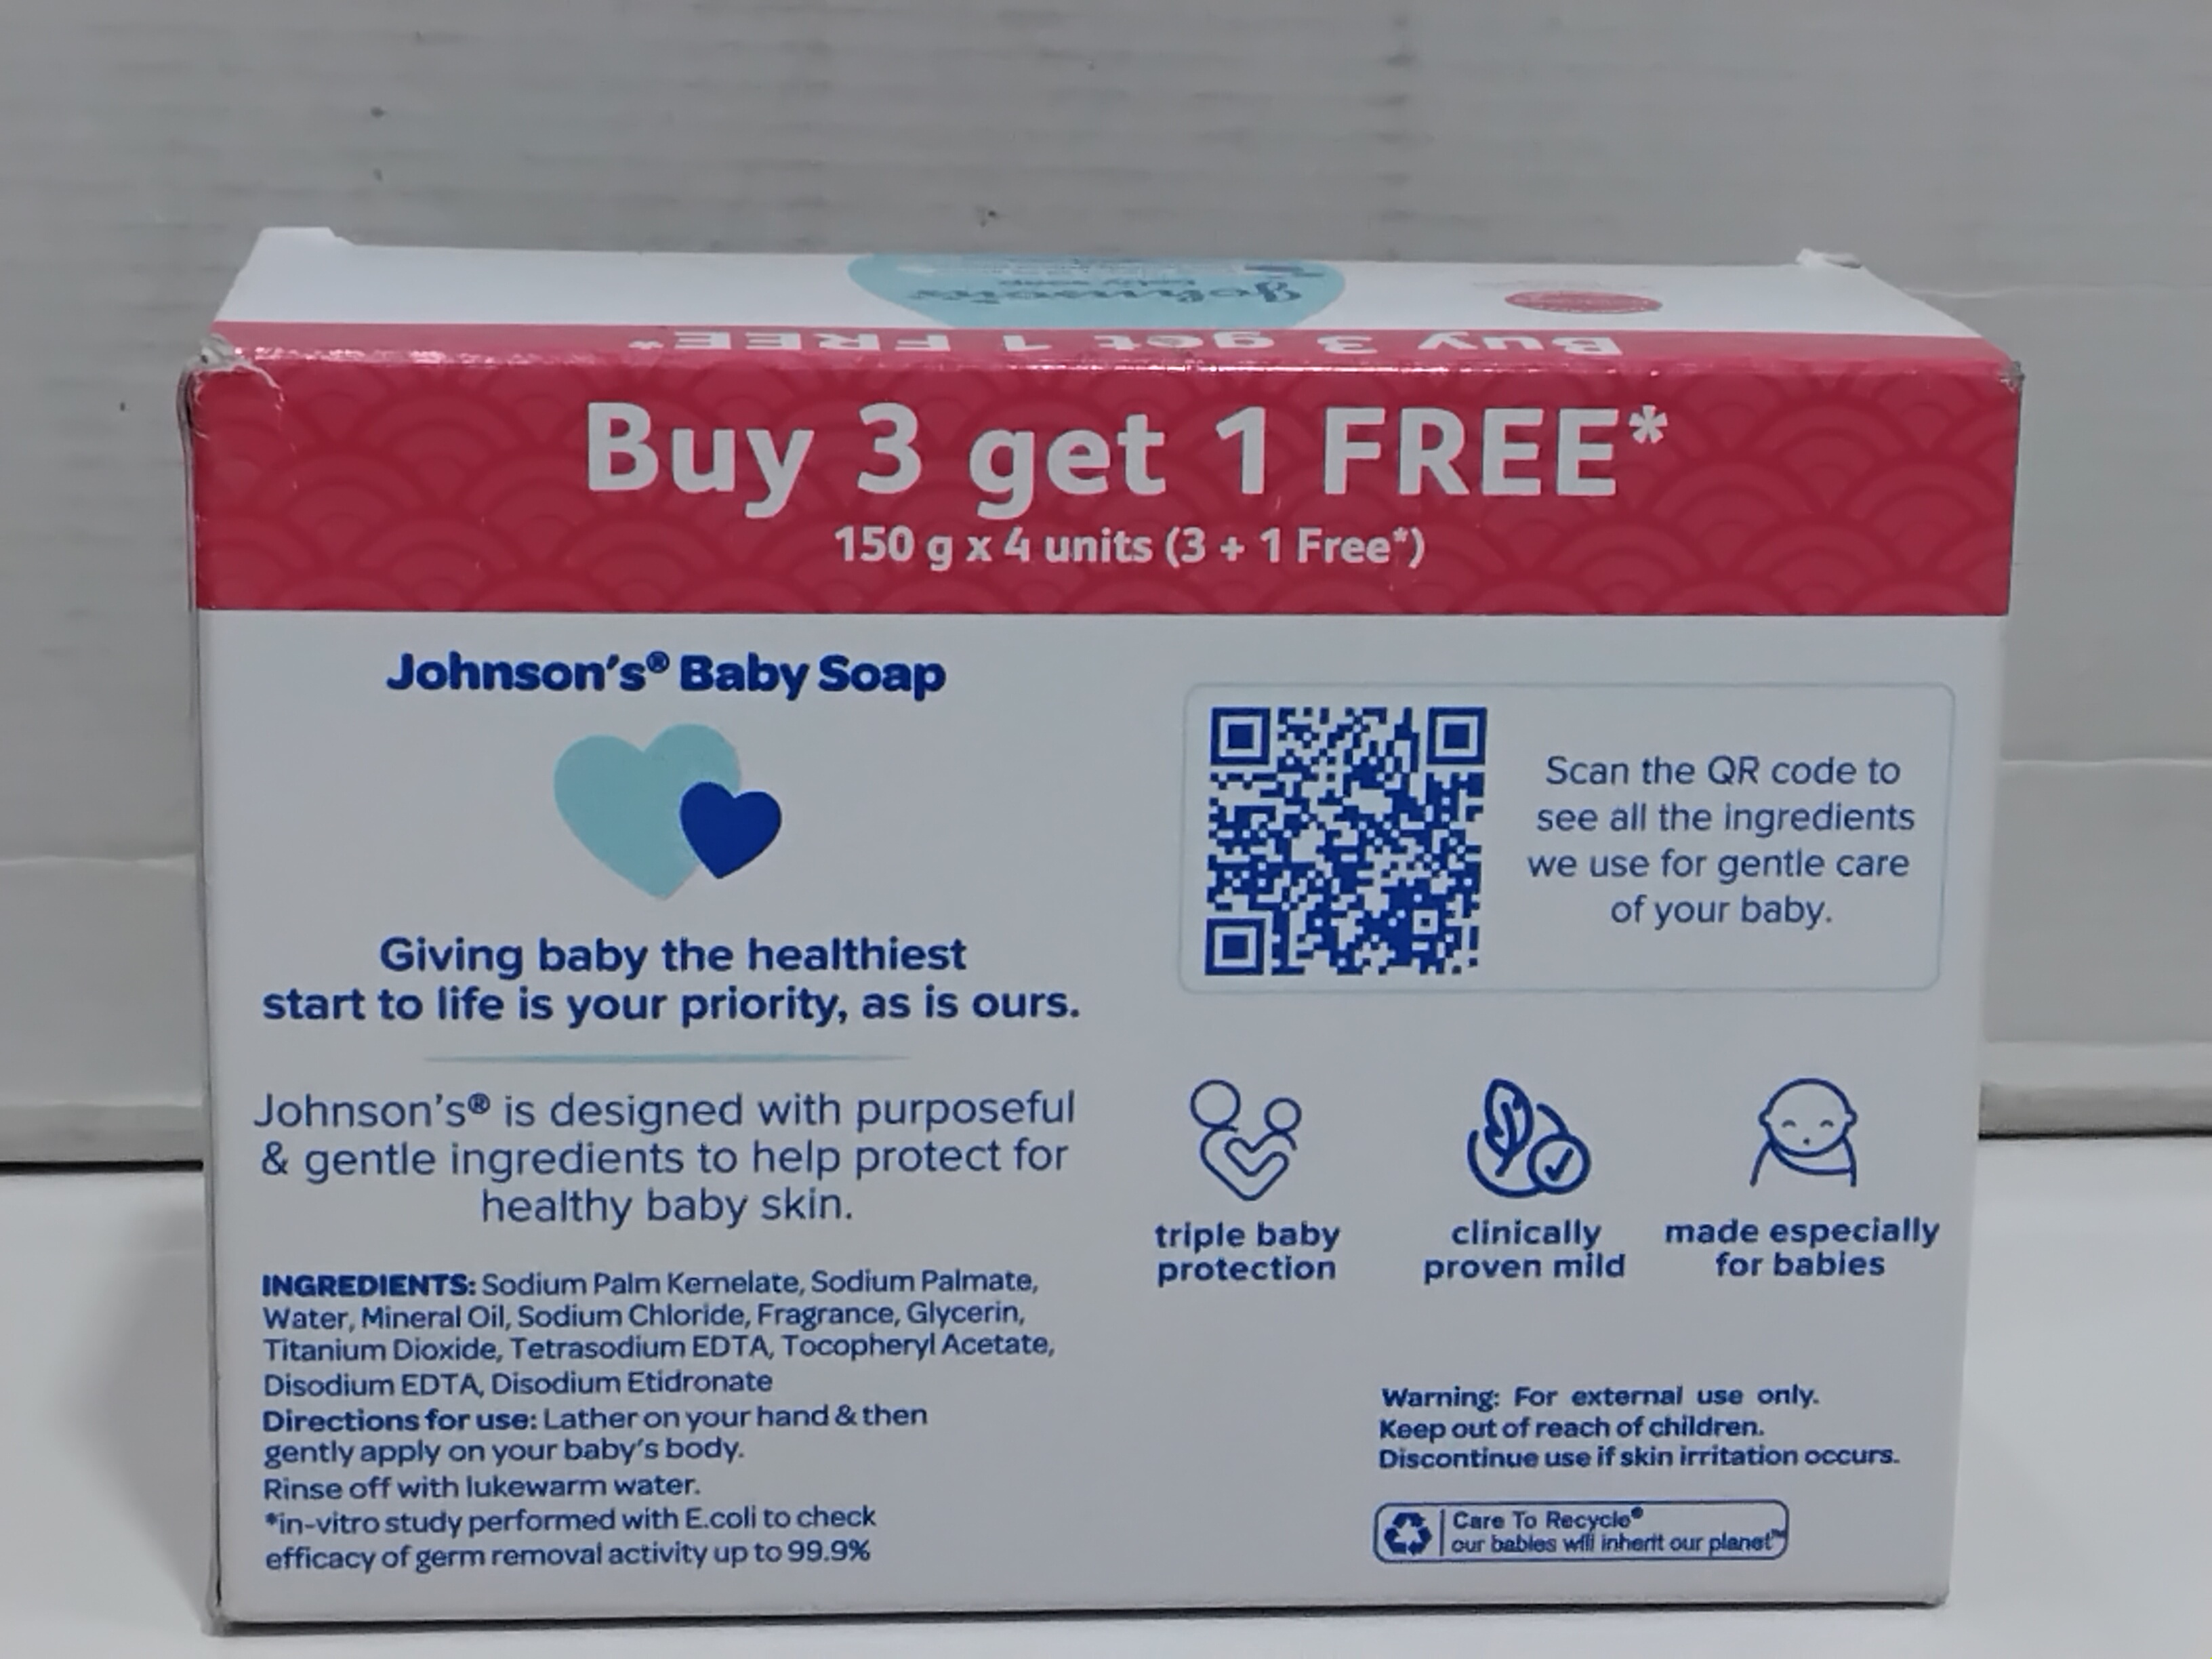 Johnson's
baby soap
Buy 3 get 1 FREE*
Buy 3 get 1 FREE*
150 g x 4 units (3 + 1 Free*)
Johnson's® Baby Soap
Giving baby the healthiest
start to life is your priority, as is ours.
Johnson's® is designed with purposeful
& gentle ingredients to help protect for
healthy baby skin.
INGREDIENTS: Sodium Palm Kernelate, Sodium Palmate,
Water, Mineral Oil, Sodium Chloride, Fragrance, Glycerin,
Titanium Dioxide, Tetrasodium EDTA, Tocopheryl Acetate,
Disodium EDTA, Disodium Etidronate
Directions for use: Lather on your hand & then
gently apply on your baby's body.
Rinse off with lukewarm water.
*in-vitro study performed with E.coli to check
efficacy of germ removal activity up to 99.9%
Scan the QR code to
see all the ingredients
we use for gentle care
of your baby.
triple baby
protection
clinically
proven mild
made especially
for babies
Warning: For external use only.
Keep out of reach of children.
Discontinue use if skin irritation occurs.
Care To Recycle®
our babies will inherit our planet™